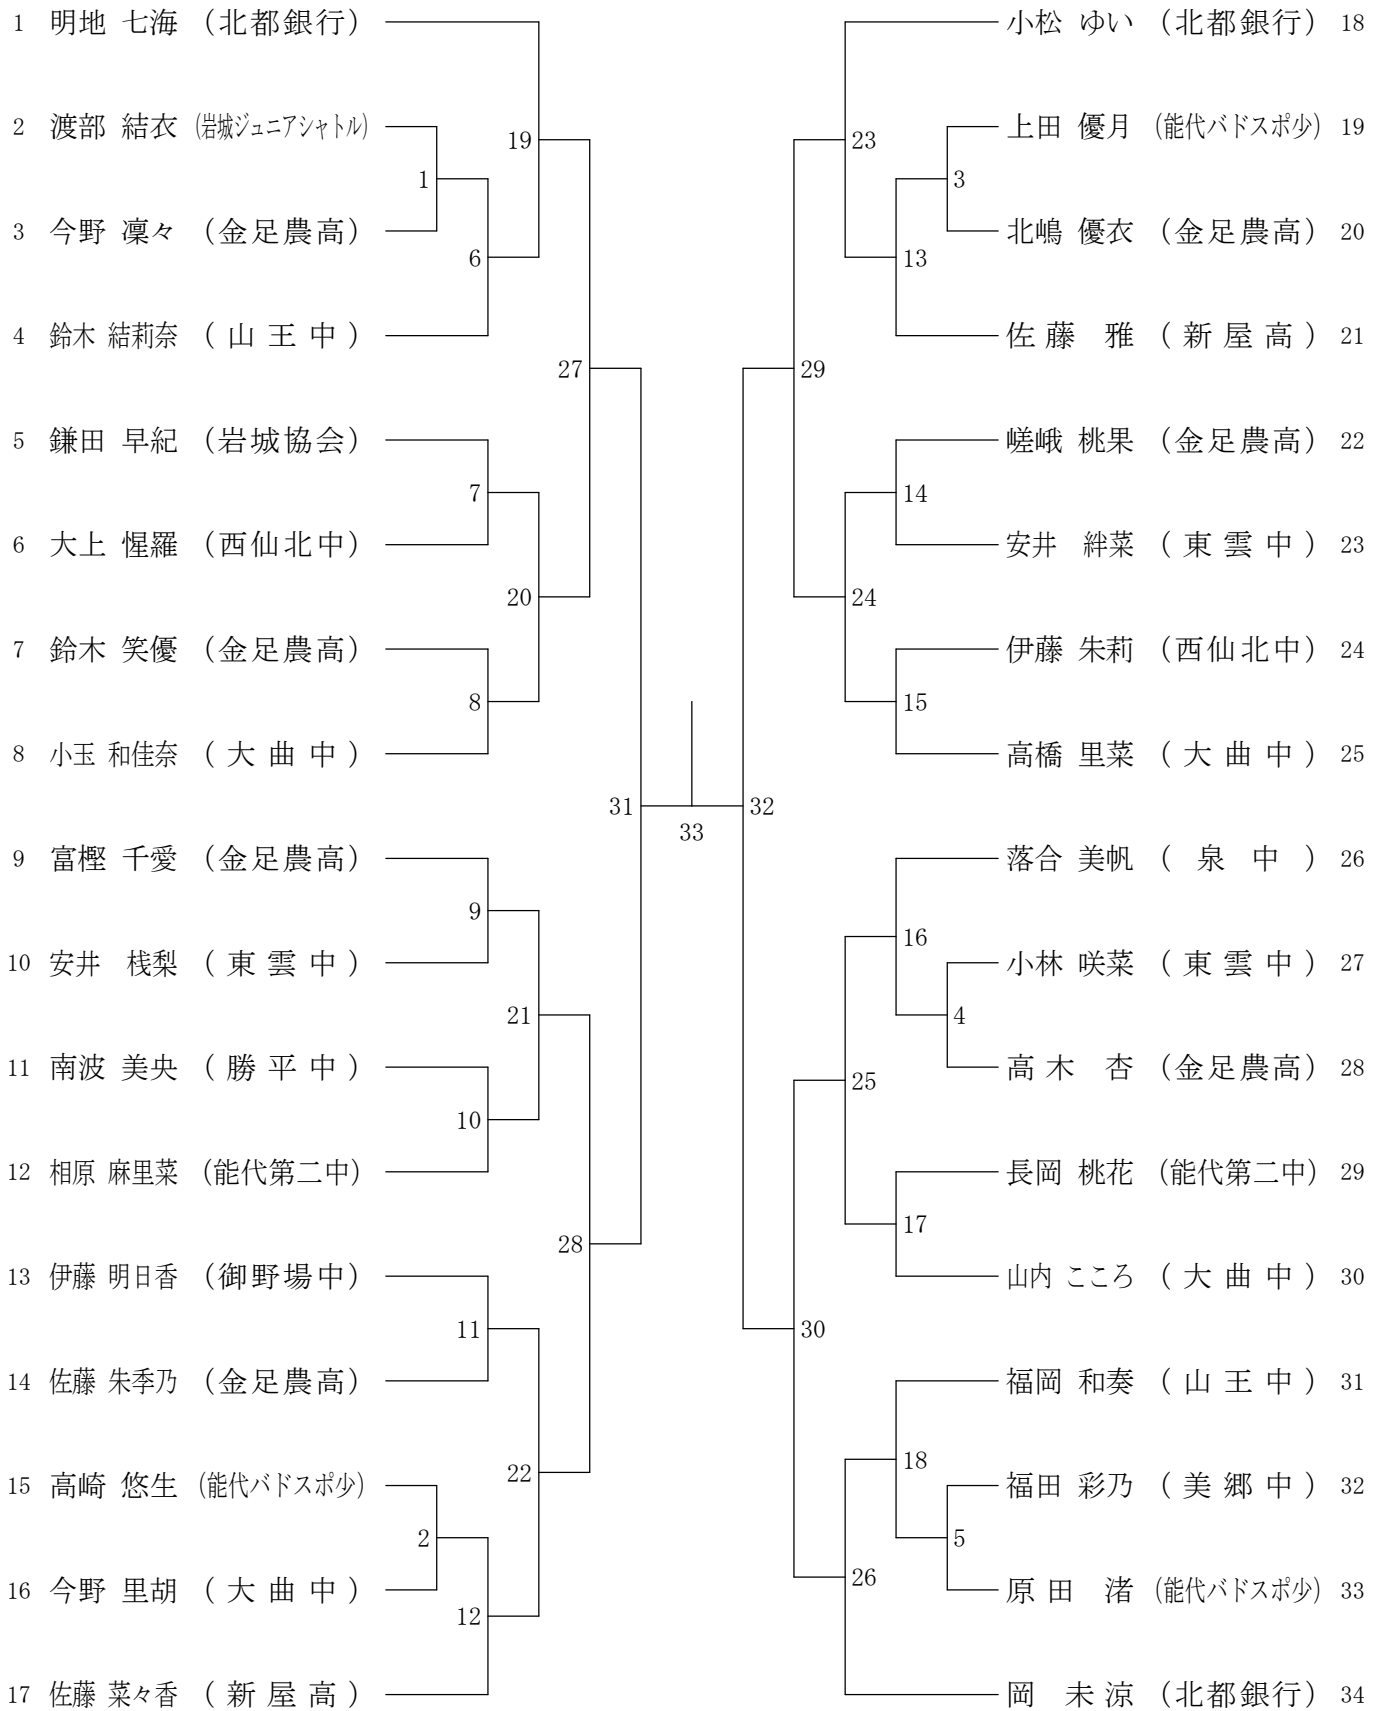 1 明地 七海 (北都銀行)
2 渡部 結衣 (岩城ジュニアシャトル)
3 今野 凜々 (金足農高)
4 鈴木 結莉奈 (山王中)
5 鎌田 早紀 (岩城協会)
6 大上 惺羅 (西仙北中)
7 鈴木 笑優 (金足農高)
8 小玉 和佳奈 (大曲中)
9 富樫 千愛 (金足農高)
10 安井 桟梨 (東雲中)
11 南波 美央 (勝平中)
12 相原 麻里菜 (能代第二中)
13 伊藤 明日香 (御野場中)
14 佐藤 朱季乃 (金足農高)
15 高崎 悠生 (能代バドスポ少)
16 今野 里胡 (大曲中)
17 佐藤 菜々香 (新屋高)
19
1
6
27
7
20
8
31
9
21
10
28
11
22
2
12
33
小松 ゆい (北都銀行) 18
上田 優月 (能代バドスポ少) 19
北嶋 優衣 (金足農高) 20
佐藤 雅 (新屋高) 21
嵯峨 桃果 (金足農高) 22
安井 絆菜 (東雲中) 23
伊藤 朱莉 (西仙北中) 24
高橋 里菜 (大曲中) 25
落合 美帆 (泉中) 26
小林 咲菜 (東雲中) 27
高木 杏 (金足農高) 28
長岡 桃花 (能代第二中) 29
山内 こころ (大曲中) 30
福岡 和奏 (山王中) 31
福田 彩乃 (美郷中) 32
原田 渚 (能代バドスポ少) 33
岡 未涼 (北都銀行) 34
23
3
13
29
14
24
15
32
16
4
25
17
30
18
5
26